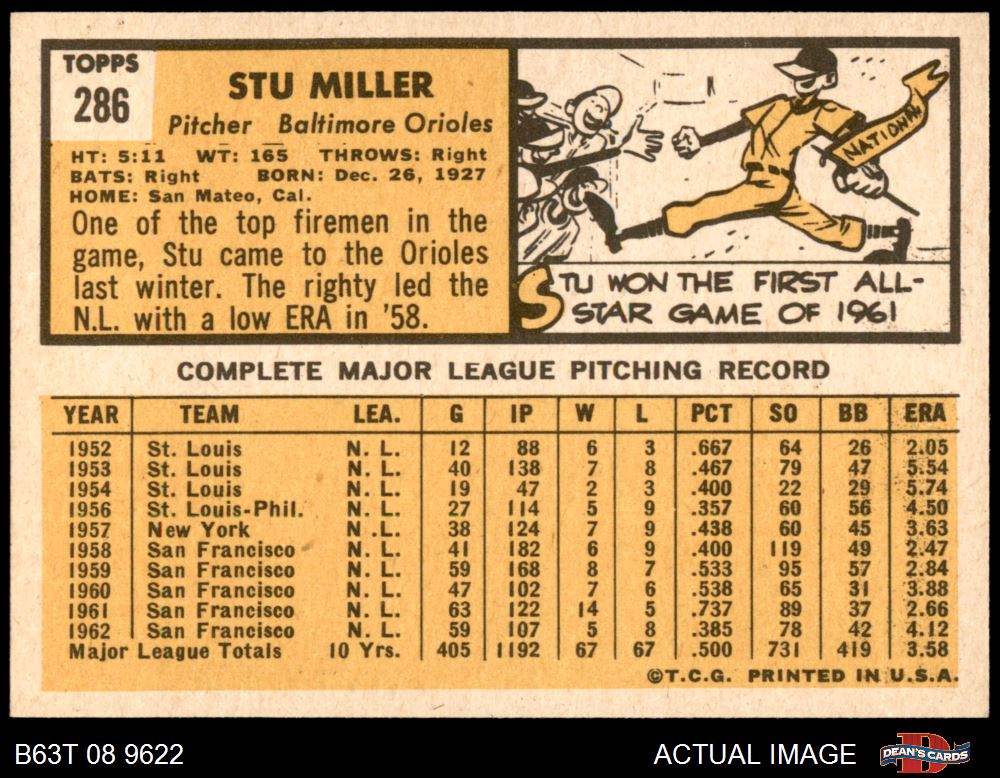 TOPPS
286
STU MILLER
Pitcher Baltimore Orioles
HT: 5:11 WT: 165 THROWS: Right
BATS: Right BORN: Dec. 26, 1927
HOME: San Mateo, Cal.
One of the top firemen in the
game, Stu came to the Orioles
last winter. The righty led the
N.L. with a low ERA in '58.
NATIONAL
STU WON THE FIRST ALL-
STAR GAME OF 1961
COMPLETE MAJOR LEAGUE PITCHING RECORD
YEAR TEAM LEA. G IP W L PCT SO BB ERA
1952 St. Louis N. L. 12 88 6 3 .667 64 26 2.05
1953 St. Louis N. L. 40 138 7 8 .467 79 47 5.54
1954 St. Louis N. L. 19 47 2 3 .400 22 29 5.74
1956 St. Louis-Phil. N. L. 27 114 5 9 .357 60 56 4.50
1957 New York N .L. 38 124 7 9 .438 60 45 3.63
1958 San Francisco N. L. 41 182 6 9 .400 119 49 2.47
1959 San Francisco N. L. 59 168 8 7 .533 95 57 2.84
1960 San Francisco N. L. 47 102 7 6 .538 65 31 3.88
1961 San Francisco N. L. 63 122 14 5 .737 89 37 2.66
1962 San Francisco N. L. 59 107 5 8 .385 78 42 4.12
Major League Totals 10 Yrs. 405 1192 67 67 .500 731 419 3.58
©T.C.G. PRINTED IN U.S.A.
B63T 08 9622
ACTUAL IMAGE
DEAN'S CARDS